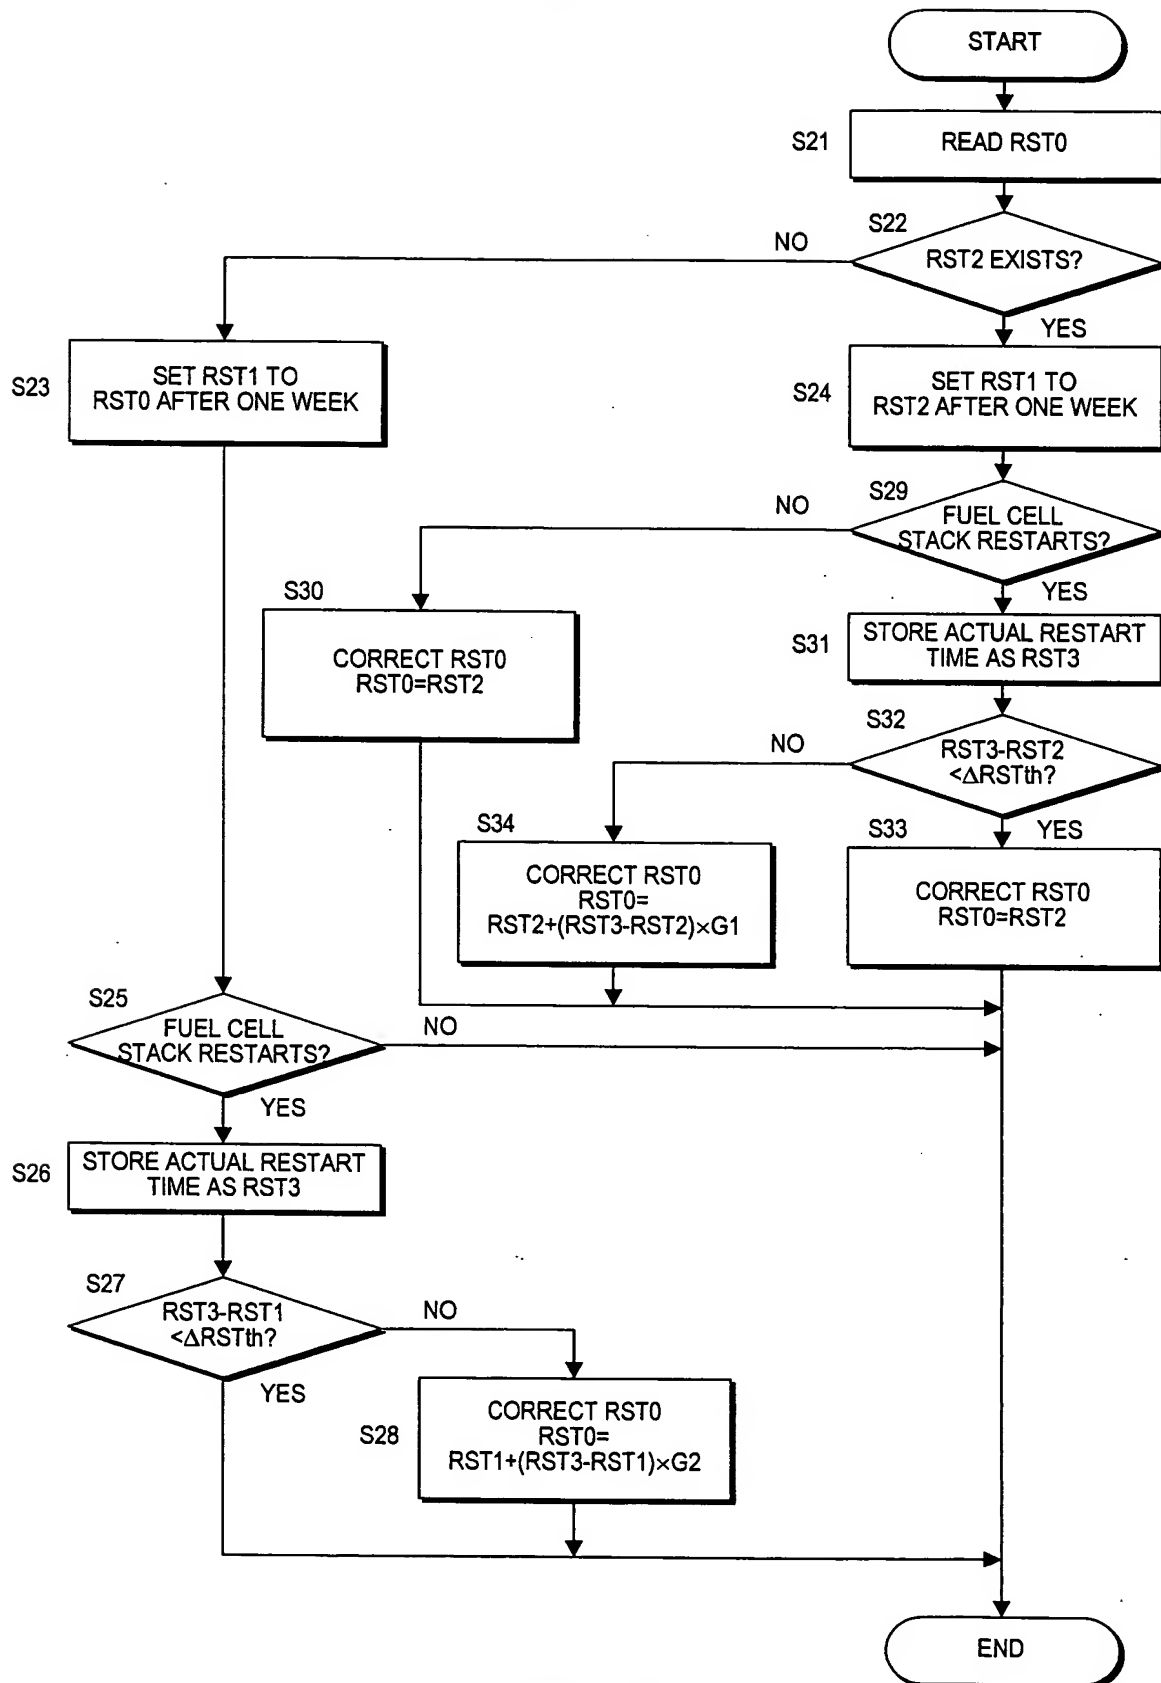 START
S21
READ RST0
S22
RST2 EXISTS?
NO
YES
S23
SET RST1 TO
RST0 AFTER ONE WEEK
S24
SET RST1 TO
RST2 AFTER ONE WEEK
S29
FUEL CELL
STACK RESTARTS?
NO
YES
S30
CORRECT RST0
RST0=RST2
S31
STORE ACTUAL RESTART
TIME AS RST3
S32
RST3-RST2
<ΔRSTth?
NO
YES
S34
CORRECT RST0
RST0=
RST2+(RST3-RST2)×G1
S33
CORRECT RST0
RST0=RST2
S25
FUEL CELL
STACK RESTARTS?
NO
YES
S26
STORE ACTUAL RESTART
TIME AS RST3
S27
RST3-RST1
<ΔRSTth?
NO
YES
S28
CORRECT RST0
RST0=
RST1+(RST3-RST1)×G2
END